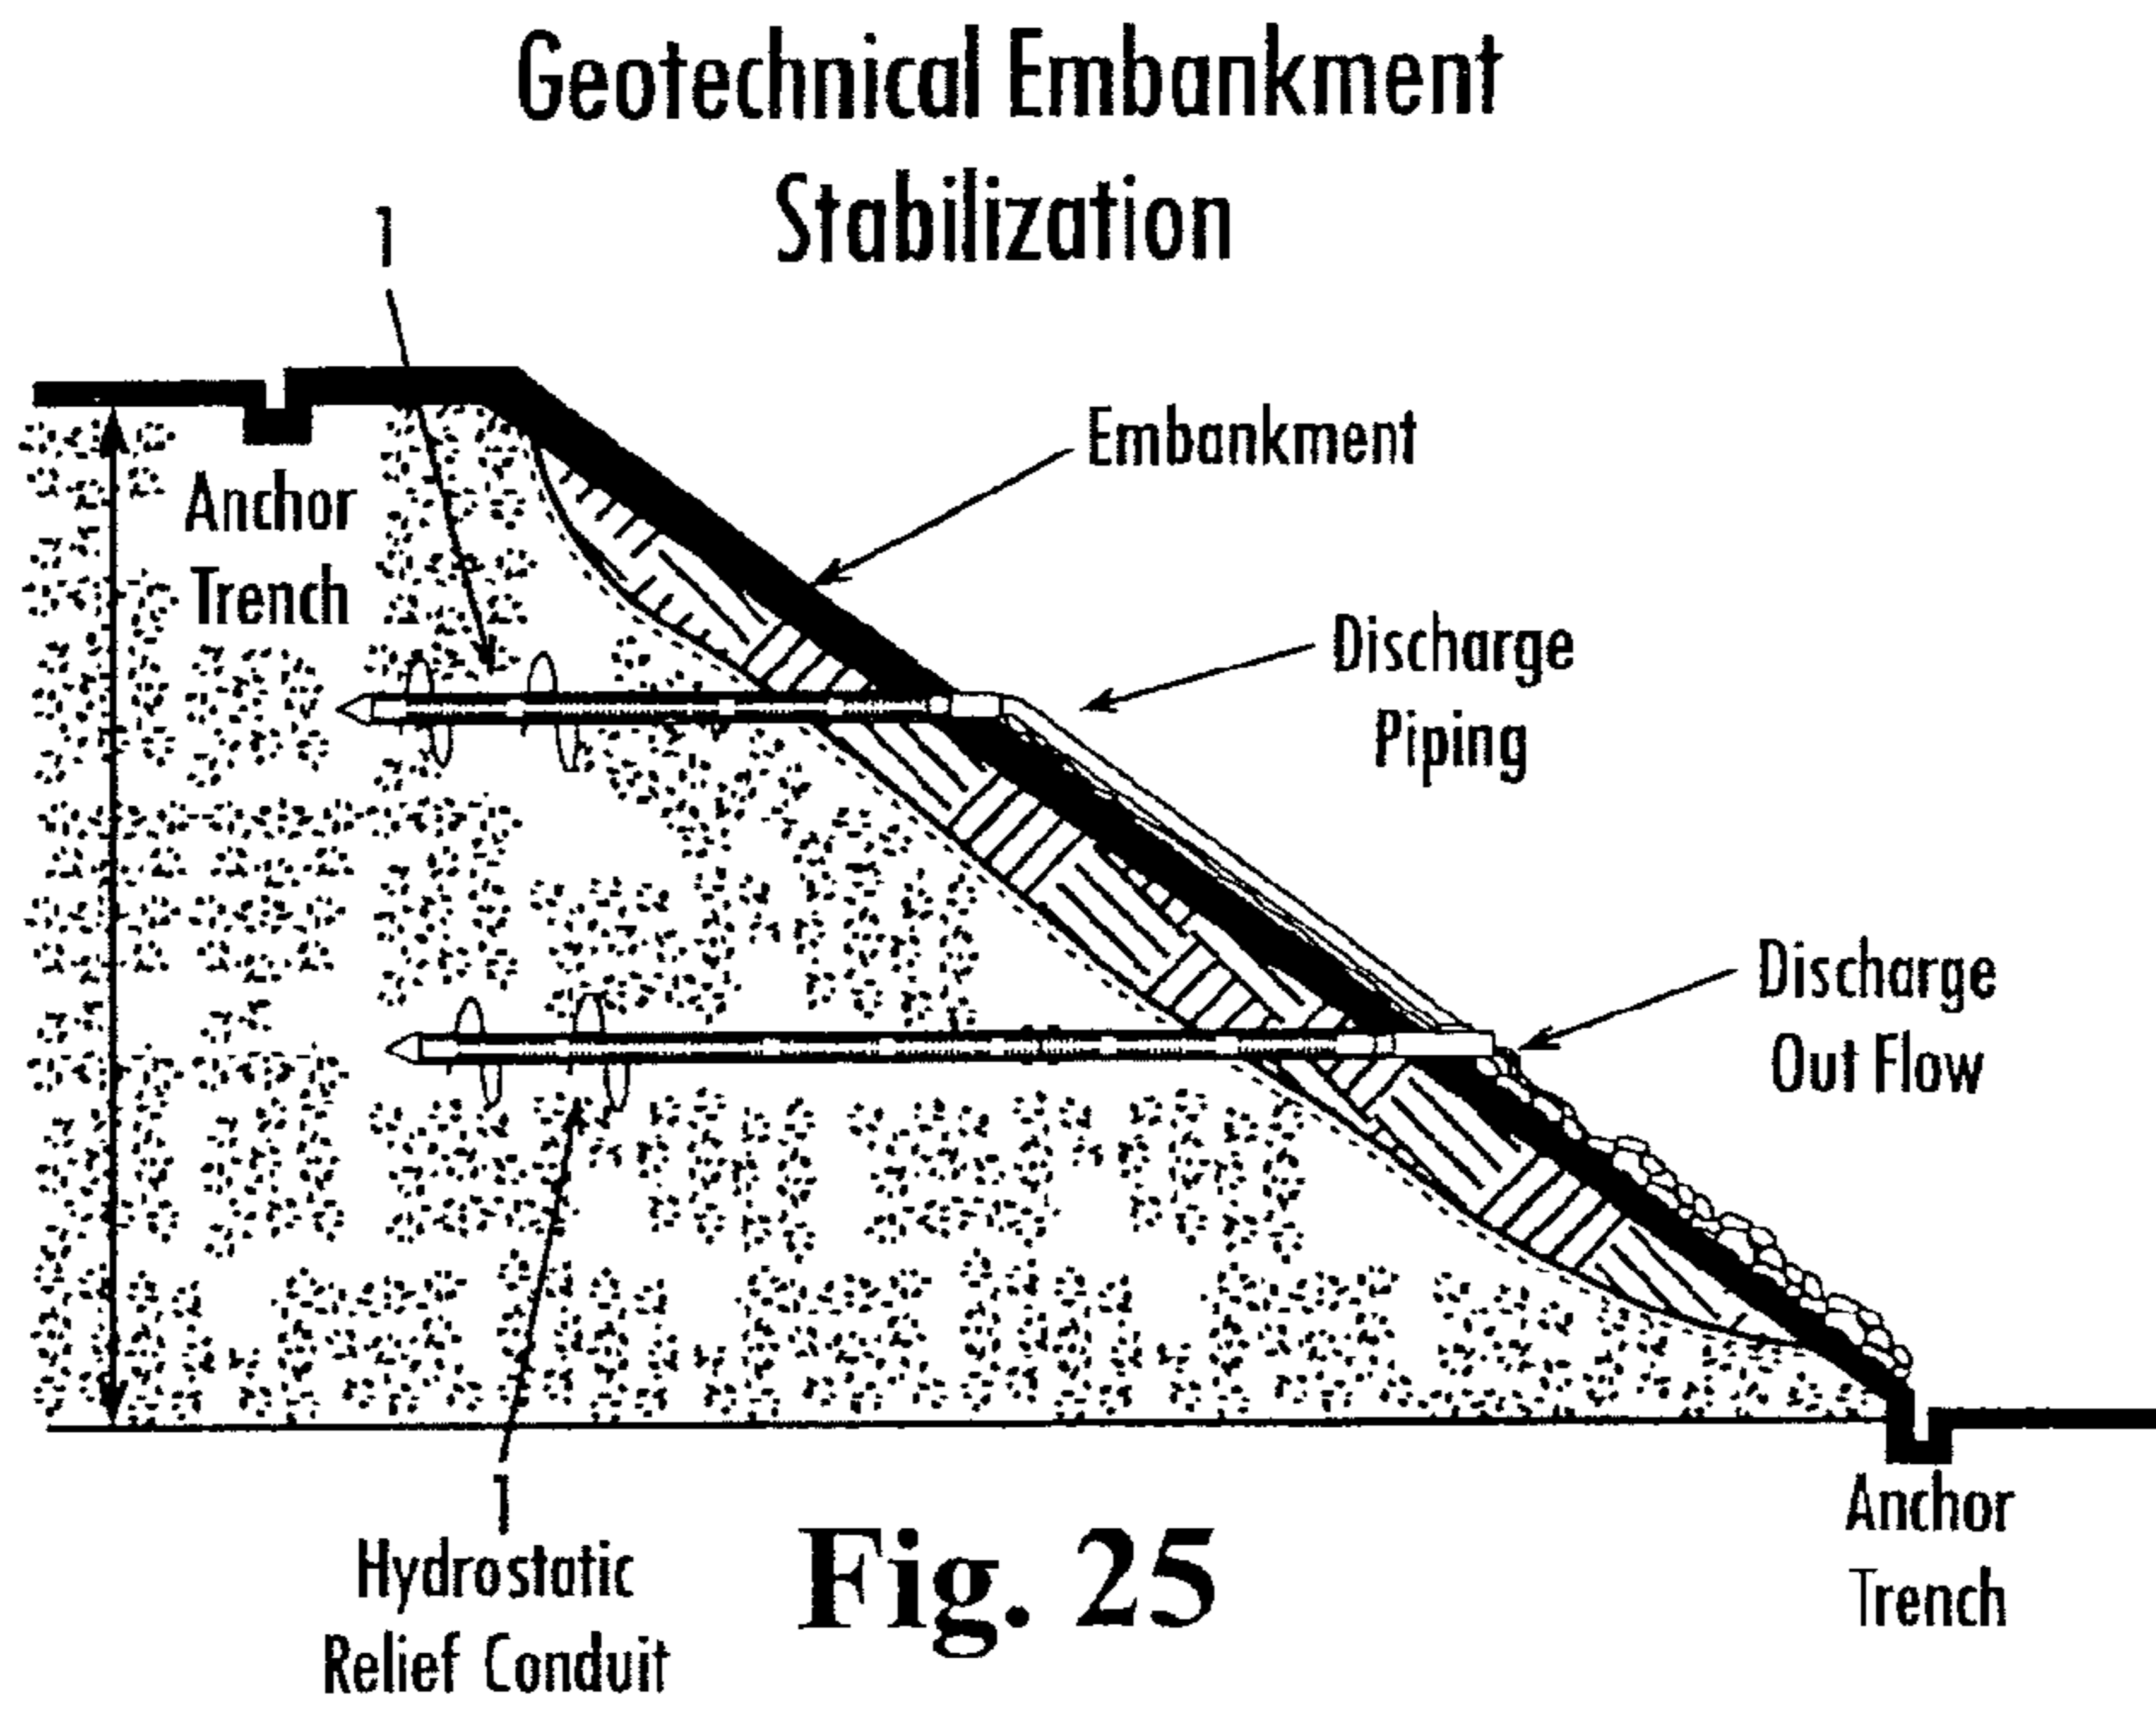 Geotechnical Embankment
Stabilization
1
Embankment
Anchor
Trench
Discharge
Piping
Discharge
Out Flow
1
Hydrostatic
Relief Conduit
Fig. 25
Anchor
Trench